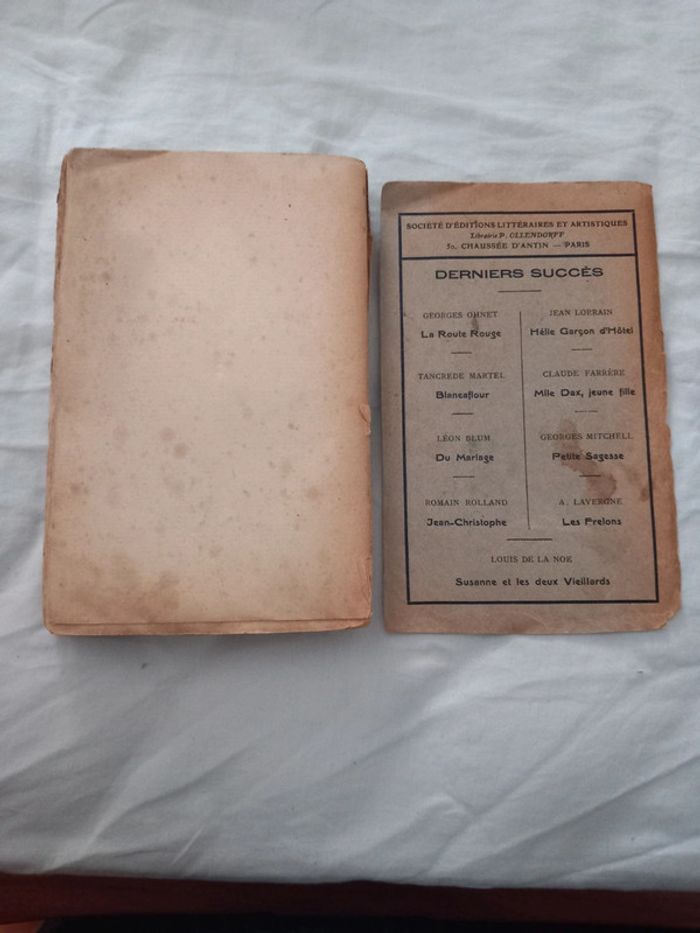 SOCIÉTÉ D'ÉDITIONS LITTÉRAIRES ET ARTISTIQUES
Librairie P. OLLENDORFF
50, CHAUSSÉE D'ANTIN — PARIS
DERNIERS SUCCÈS
GEORGES OHNET
La Route Rouge
TANCREDE MARTEL
Blancaflour
LÉON BLUM
Du Mariage
ROMAIN ROLLAND
Jean-Christophe
JEAN LORRAIN
Hélie Garçon d'Hôtel
CLAUDE FARRÈRE
Mlle Dax, jeune fille
GEORGES MITCHELL
Petite Sagesse
A. LAVERGNE
Les Frelons
LOUIS DE LA NOE
Susanne et les deux Vieillards